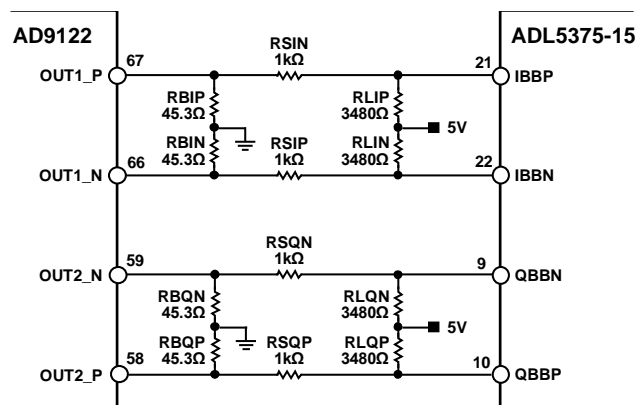 AD9122
ADL5375-15
OUT1_P
67
RSIN
1kΩ
21
IBBP
RBIP
45.3Ω
RLIP
3480Ω
5V
RBIN
45.3Ω
RSIP
1kΩ
RLIN
3480Ω
OUT1_N
66
22
IBBN
OUT2_N
59
RSQN
1kΩ
9
QBBN
RBQN
45.3Ω
RLQN
3480Ω
5V
RBQP
45.3Ω
RSQP
1kΩ
RLQP
3480Ω
OUT2_P
58
10
QBBP